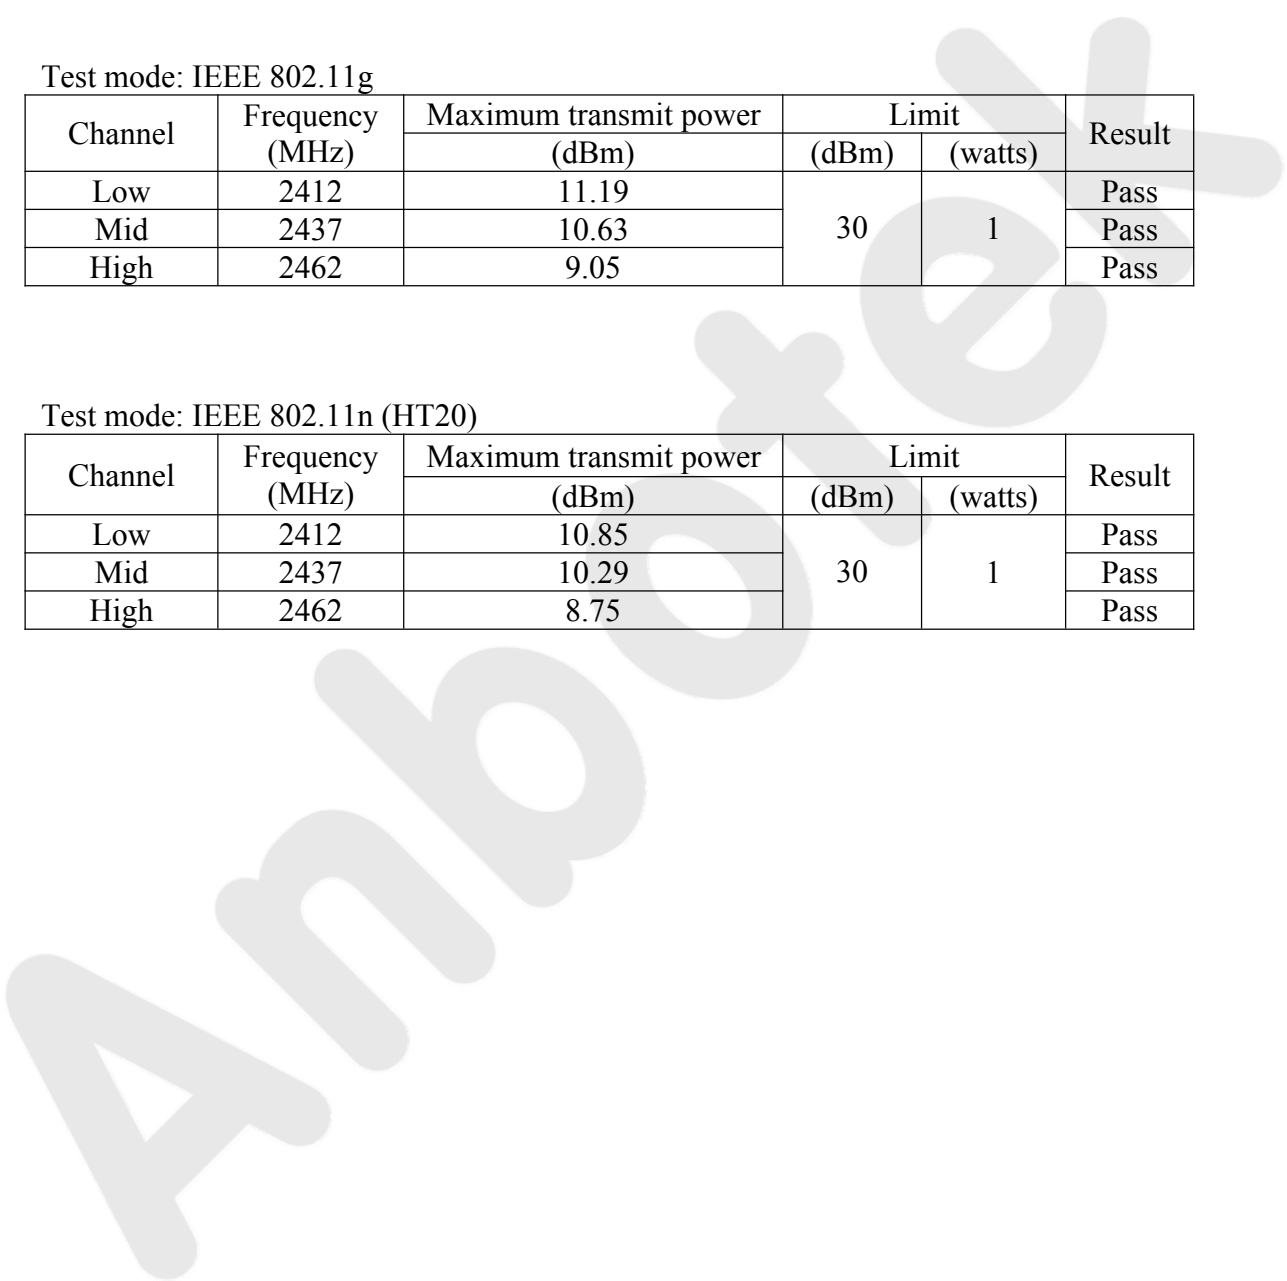 Test mode: IEEE 802.11g
Channel Frequency (MHz) Maximum transmit power Limit Result
(dBm) (dBm) (watts)
Low 2412 11.19 30 1 Pass
Mid 2437 10.63 Pass
High 2462 9.05 Pass
Test mode: IEEE 802.11n (HT20)
Channel Frequency (MHz) Maximum transmit power Limit Result
(dBm) (dBm) (watts)
Low 2412 10.85 30 1 Pass
Mid 2437 10.29 Pass
High 2462 8.75 Pass
Anbotek